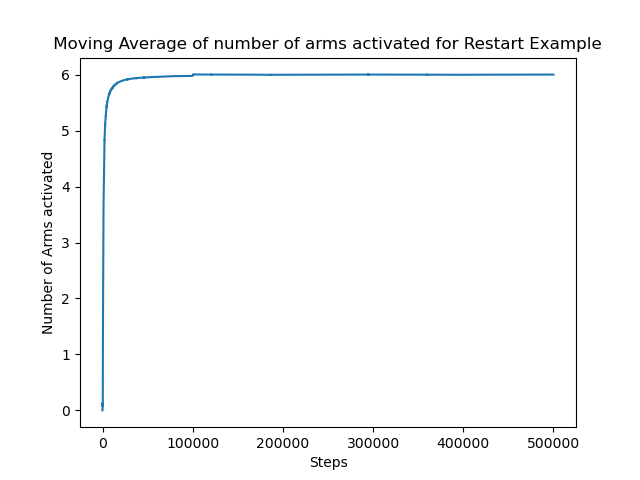 Moving Average of number of arms activated for Restart Example
6
5
4
3
2
1
0
Number of Arms activated
0 100000 200000 300000 400000 500000
Steps